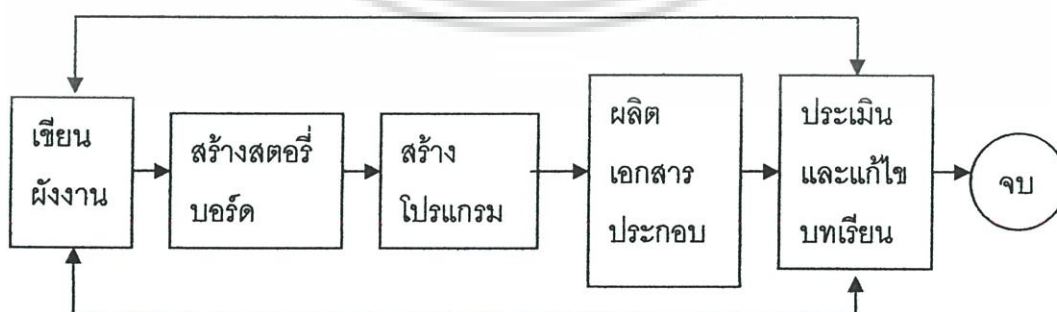 เขียน
ผังงาน
สร้างสตอรี่
บอร์ด
สร้าง
โปรแกรม
ผลิต
เอกสาร
ประกอบ
ประเมิน
และแก้ไข
บทเรียน
จบ